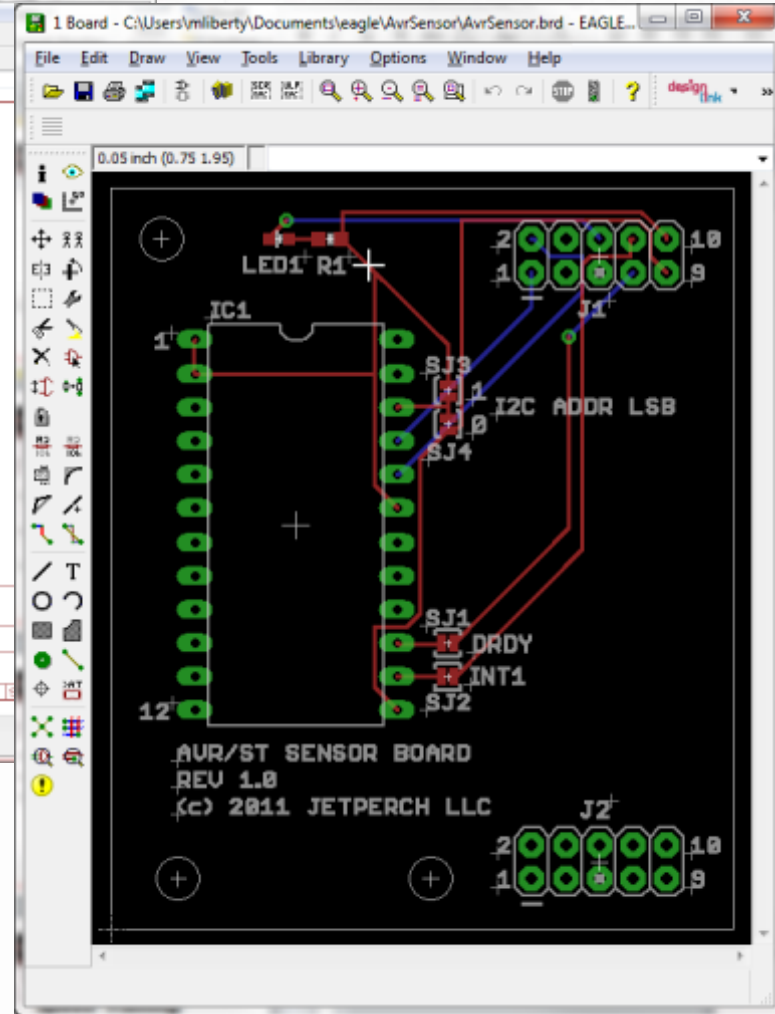 1 Board - C:\Users\mliberty\Documents\eagle\AvrSensor\AvrSensor.brd - EAGLE...
File Edit Draw View Tools Library Options Window Help
design link
0.05 inch (0.75 1.95)
LED1 R1
2 10
1 9
J1
IC1
1
SJ3
1
I2C ADDR LSB
0
SJ4
SJ1
DRDY
INT1
SJ2
12
AVR/ST SENSOR BOARD
REV 1.0
(c) 2011 JETPERCH LLC
J2
2 10
1 9